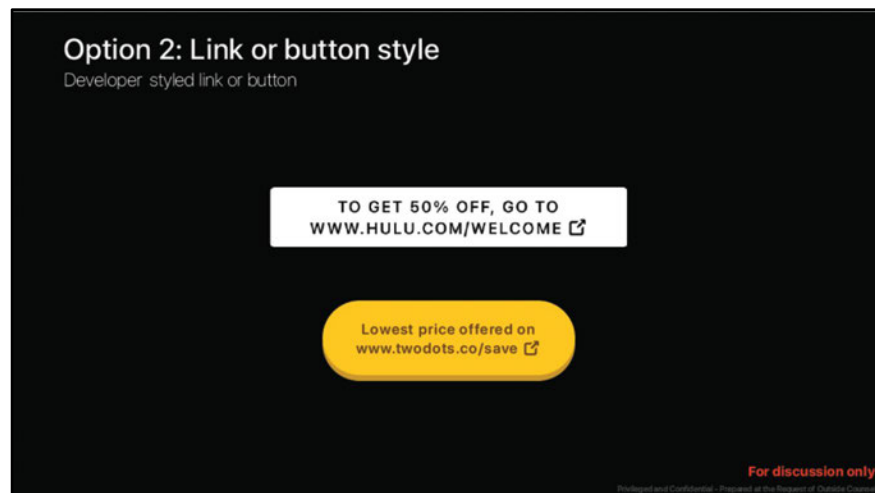 Option 2: Link or button style
Developer styled link or button
TO GET 50% OFF, GO TO
WWW.HULU.COM/WELCOME
Lowest price offered on
www.twodots.co/save
For discussion only
Privileged and Confidential - Prepared at the Request of Outside Counsel